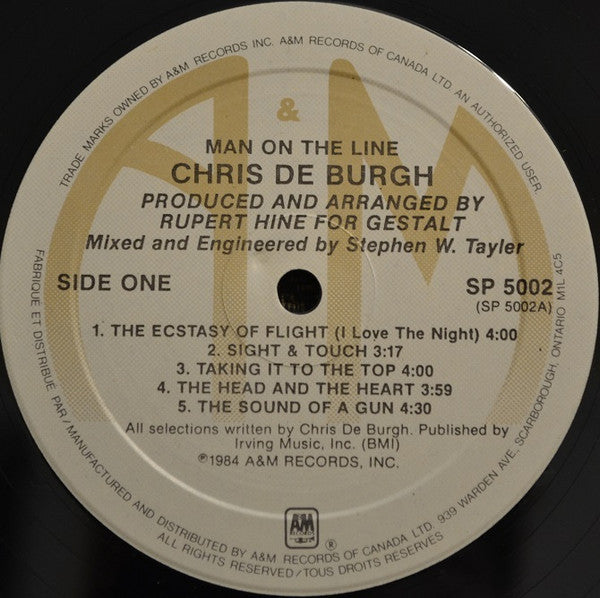 TRADE MARKS OWNED BY A&M RECORDS INC. A&M RECORDS OF CANADA LTD. AN AUTHORIZED USER.
A&M
MAN ON THE LINE
CHRIS DE BURGH
PRODUCED AND ARRANGED BY
RUPERT HINE FOR GESTALT
Mixed and Engineered by Stephen W. Tayler
SIDE ONE
SP 5002
(SP 5002A)
1. THE ECSTASY OF FLIGHT (I Love The Night) 4:00
2. SIGHT & TOUCH 3:17
3. TAKING IT TO THE TOP 4:00
4. THE HEAD AND THE HEART 3:59
5. THE SOUND OF A GUN 4:30
All selections written by Chris De Burgh. Published by
Irving Music, Inc. (BMI)
℗1984 A&M RECORDS, INC.
A&M
RECORDS
®
FABRIQUE ET DISTRIBUÉ PAR/MANUFACTURED AND DISTRIBUTED BY A&M RECORDS OF CANADA LTD. 939 WARDEN AVE. SCARBOROUGH, ONTARIO M1L 4C5
ALL RIGHTS RESERVED/TOUS DROITS RESERVÉS